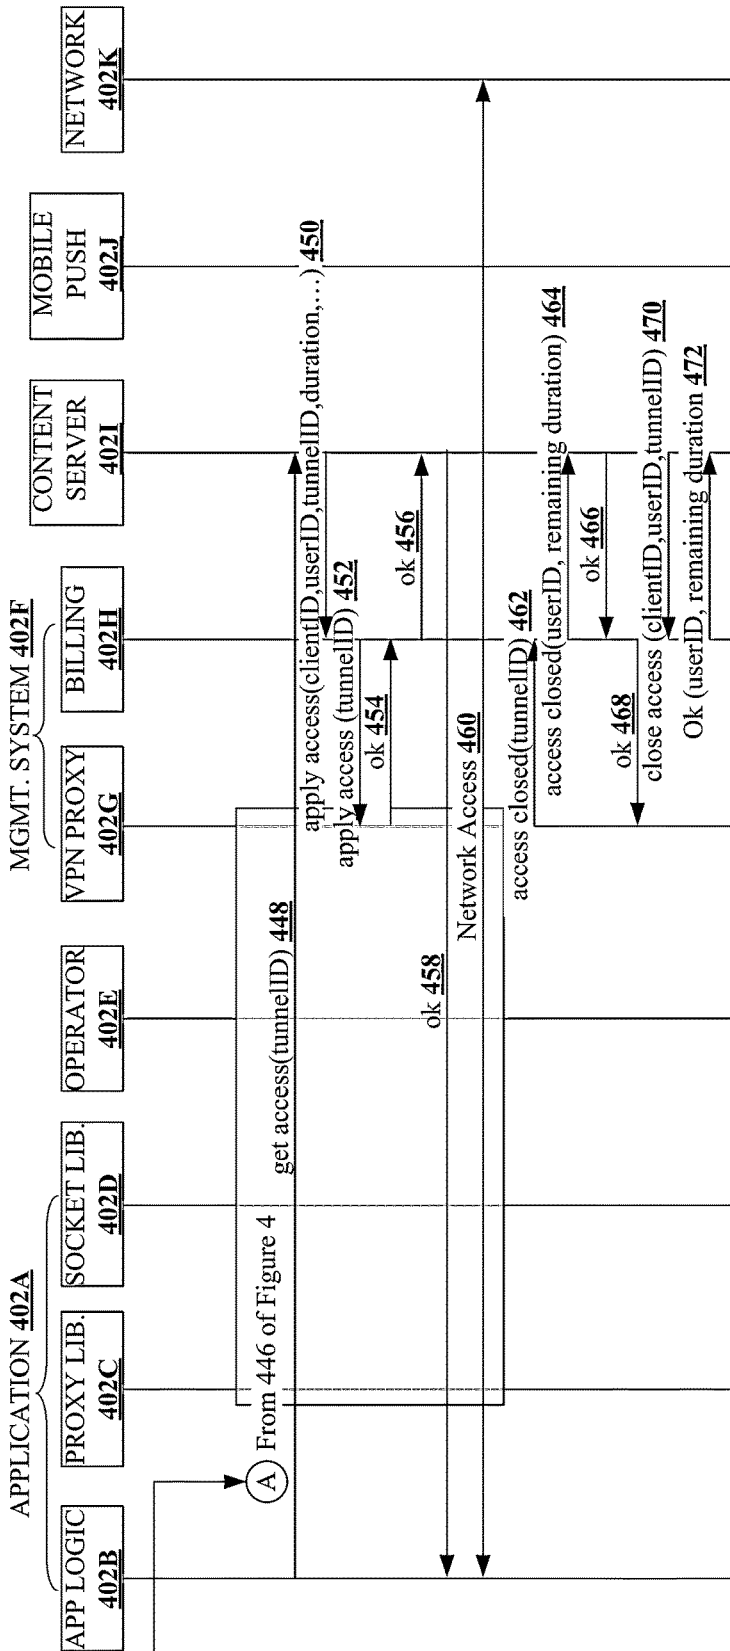 APPLICATION 402A
MGMT. SYSTEM 402F
APP LOGIC
402B
PROXY LIB.
402C
SOCKET LIB.
402D
OPERATOR
402E
VPN PROXY
402G
BILLING
402H
CONTENT
SERVER
402I
MOBILE
PUSH
402J
NETWORK
402K
A
From 446 of Figure 4
get access(tunnelID) 448
apply access(clientID,userID,tunnelID,duration,…) 450
apply access (tunnelID) 452
ok 454
ok 456
ok 458
Network Access 460
access closed(tunnelID) 462
access closed(userID, remaining duration) 464
ok 466
ok 468
close access (clientID,userID,tunnelID) 470
Ok (userID, remaining duration 472